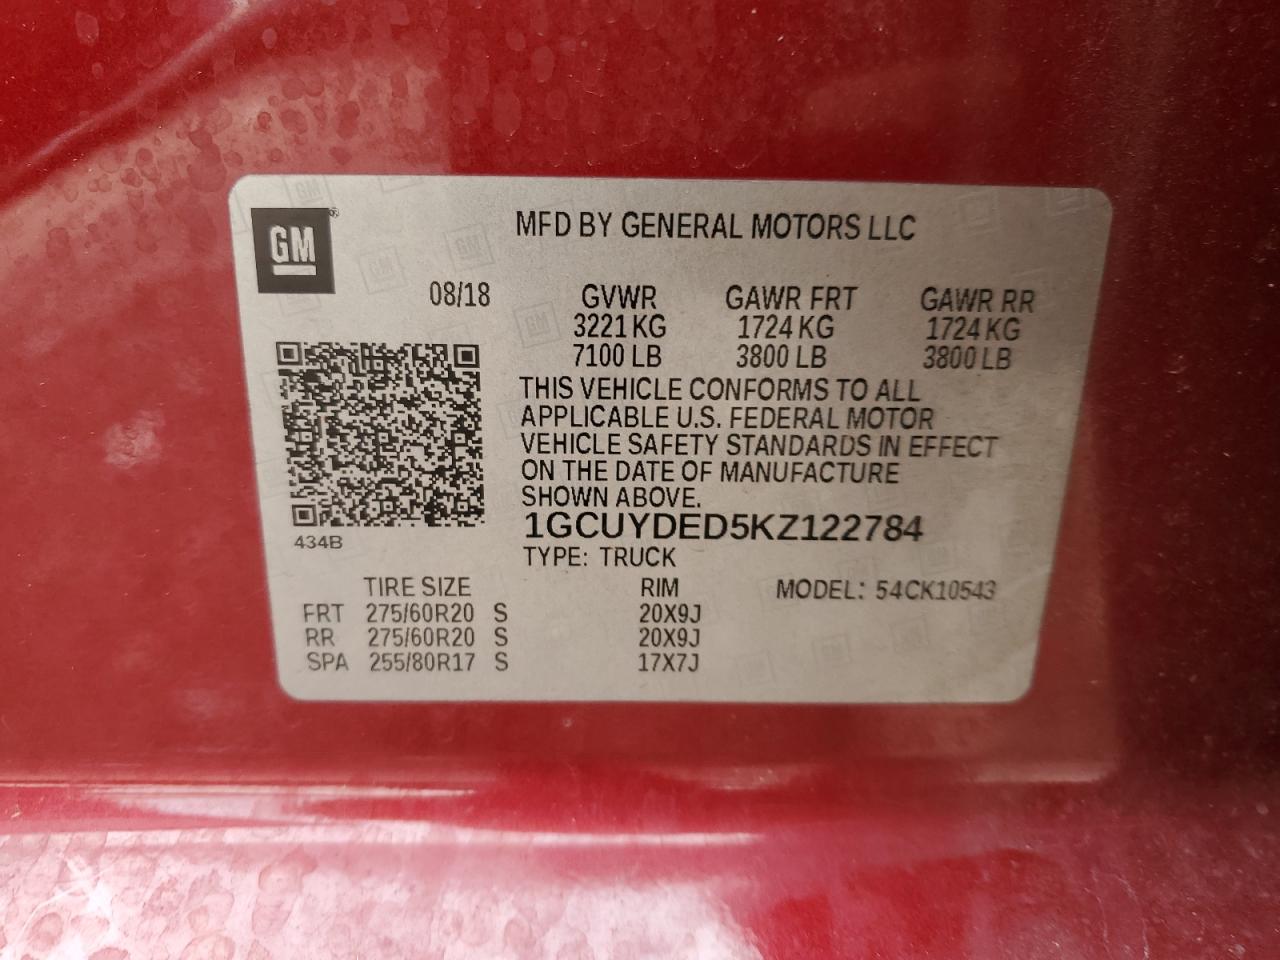 GM
MFD BY GENERAL MOTORS LLC
08/18
GVWR GAWR FRT GAWR RR
3221 KG 1724 KG 1724 KG
7100 LB 3800 LB 3800 LB
THIS VEHICLE CONFORMS TO ALL
APPLICABLE U.S. FEDERAL MOTOR
VEHICLE SAFETY STANDARDS IN EFFECT
ON THE DATE OF MANUFACTURE
SHOWN ABOVE.
1GCUYDED5KZ122784
434B
TYPE: TRUCK
TIRE SIZE RIM MODEL: 54CK10543
FRT 275/60R20 S 20X9J
RR 275/60R20 S 20X9J
SPA 255/80R17 S 17X7J